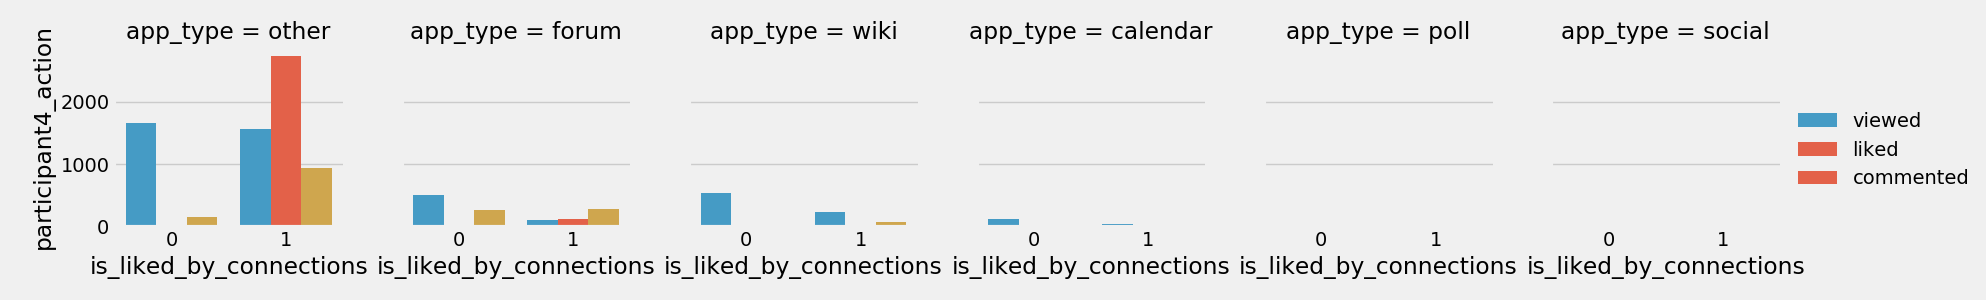 app_type = other
app_type = forum
app_type = wiki
app_type = calendar
app_type = poll
app_type = social
participant4_action
2000
1000
0
0 1
0 1
0 1
0 1
0 1
0 1
is_liked_by_connections
is_liked_by_connections
is_liked_by_connections
is_liked_by_connections
is_liked_by_connections
is_liked_by_connections
viewed
liked
commented